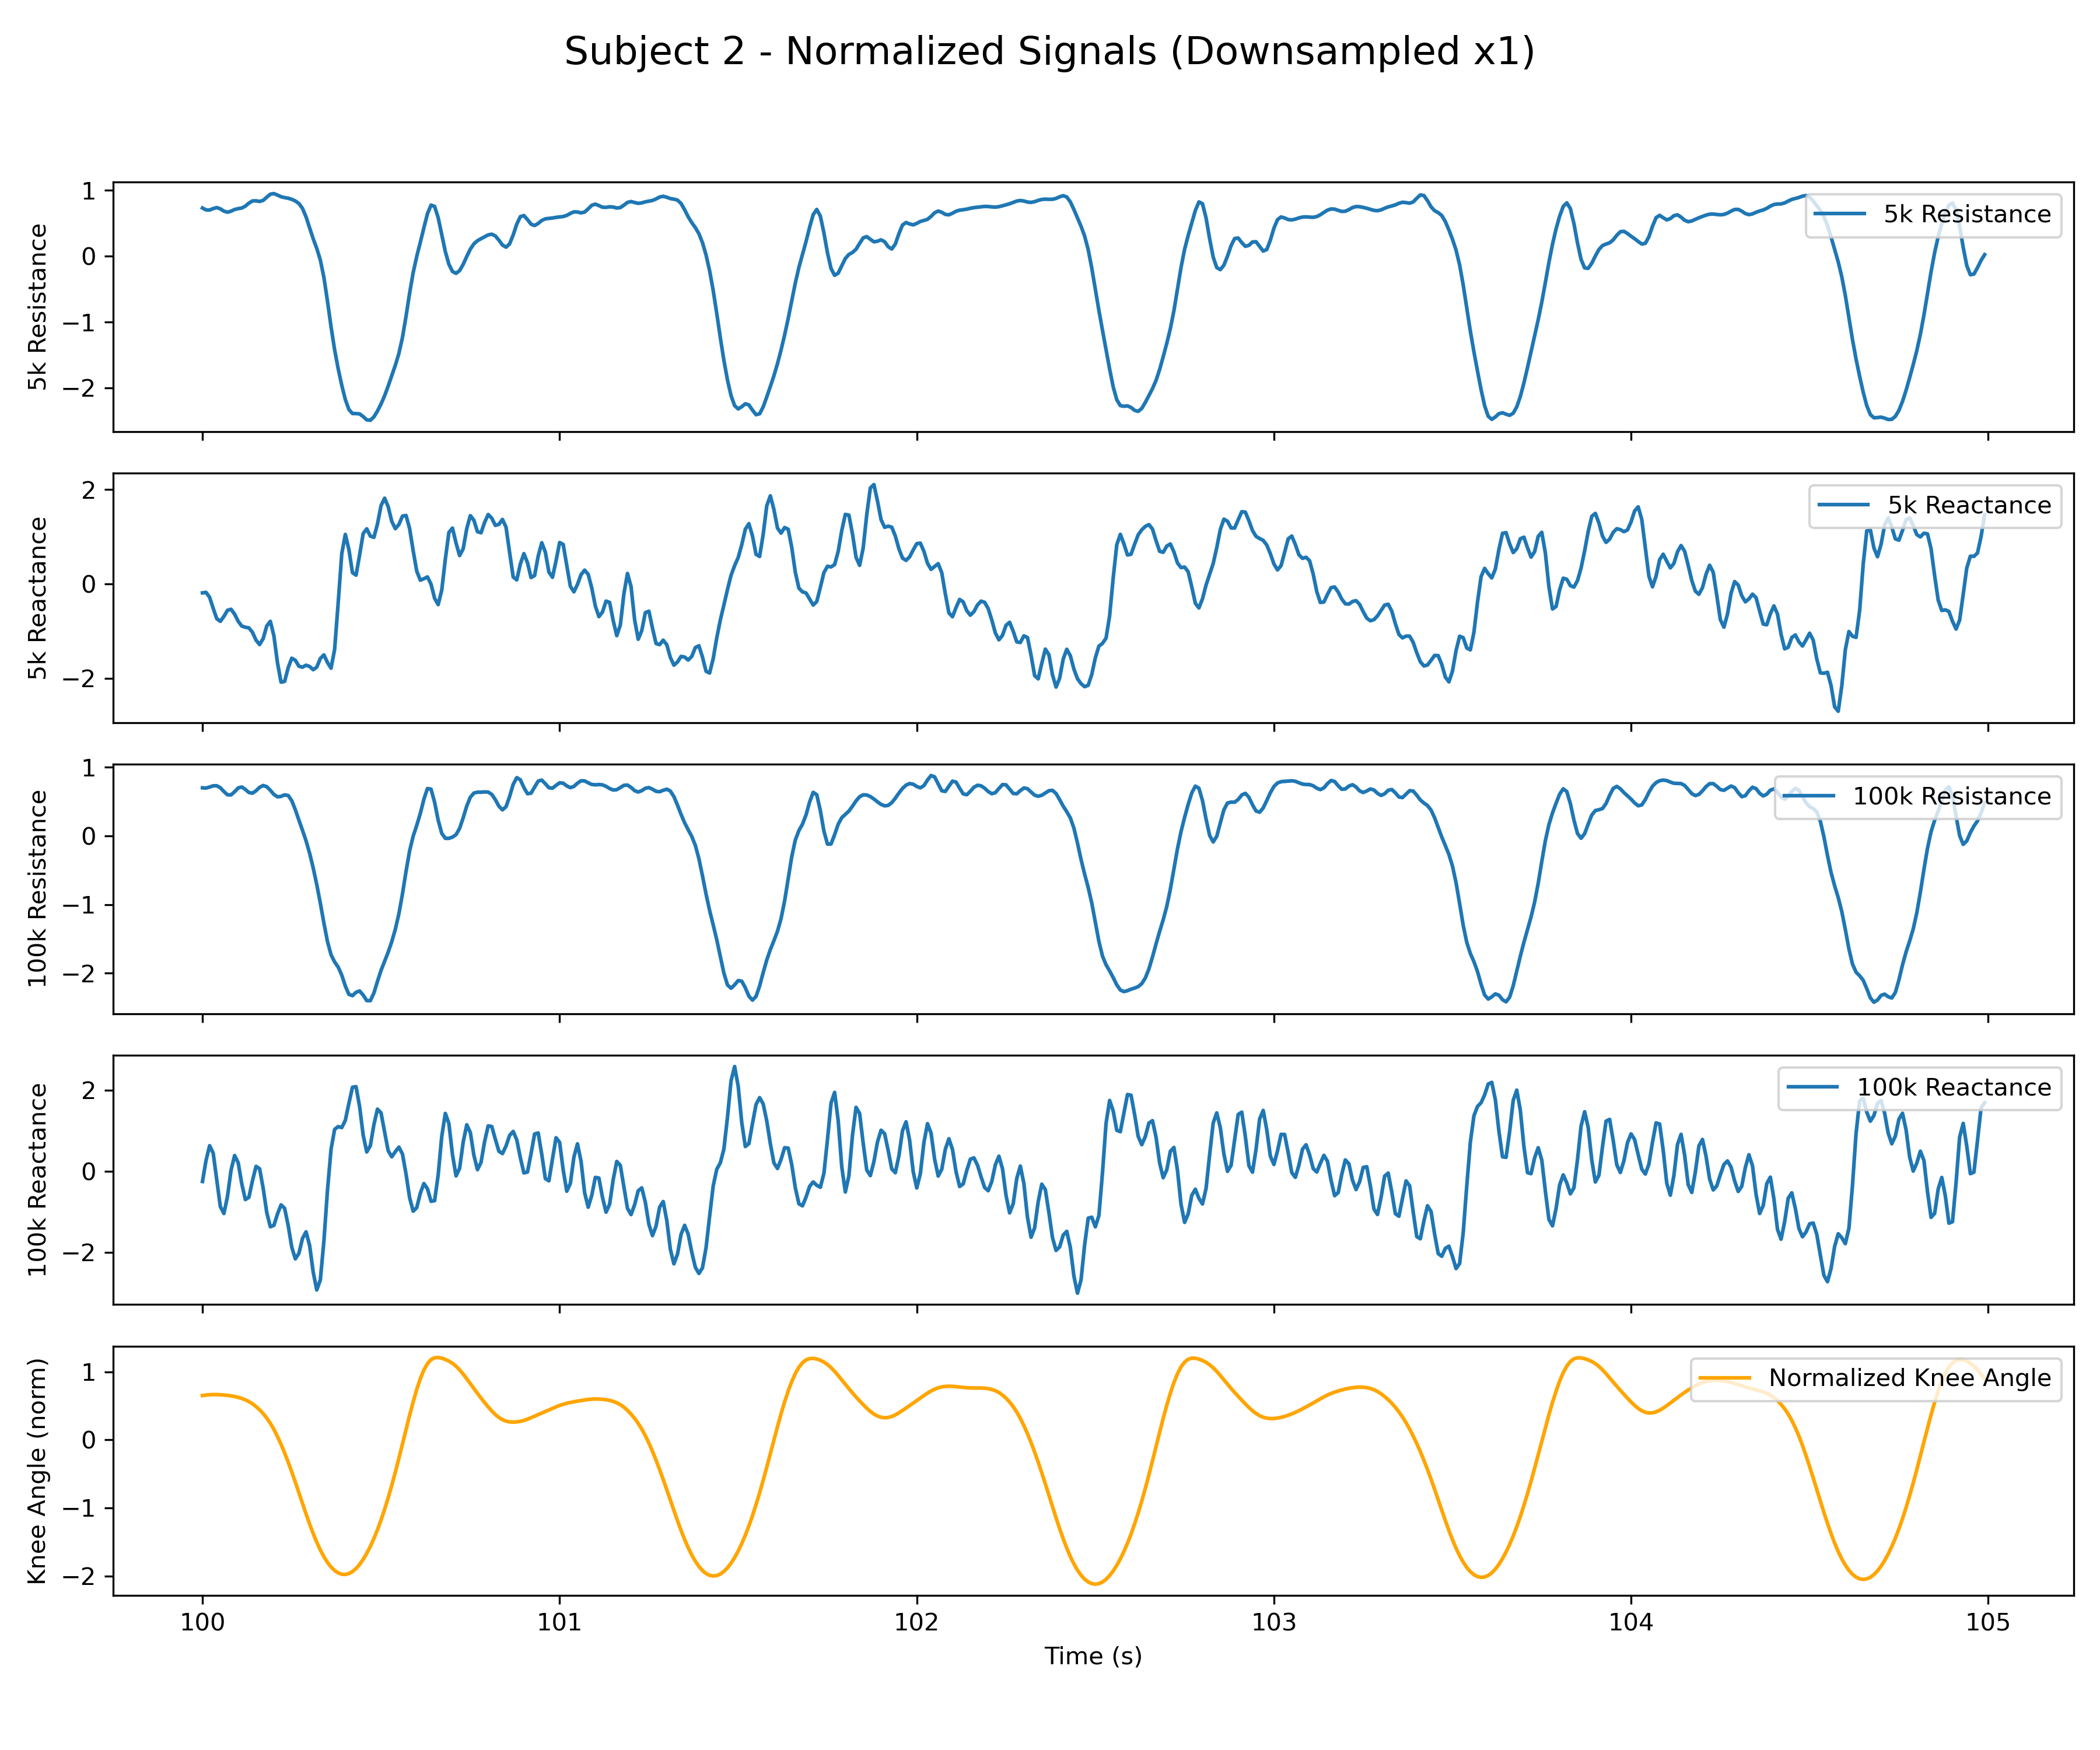 Subject 2 - Normalized Signals (Downsampled x1)
5k Resistance
1
0
−1
−2
5k Resistance
5k Reactance
2
0
−2
5k Reactance
100k Resistance
1
0
−1
−2
100k Resistance
100k Reactance
2
0
−2
100k Reactance
Knee Angle (norm)
1
0
−1
−2
Normalized Knee Angle
100 101 102 103 104 105
Time (s)